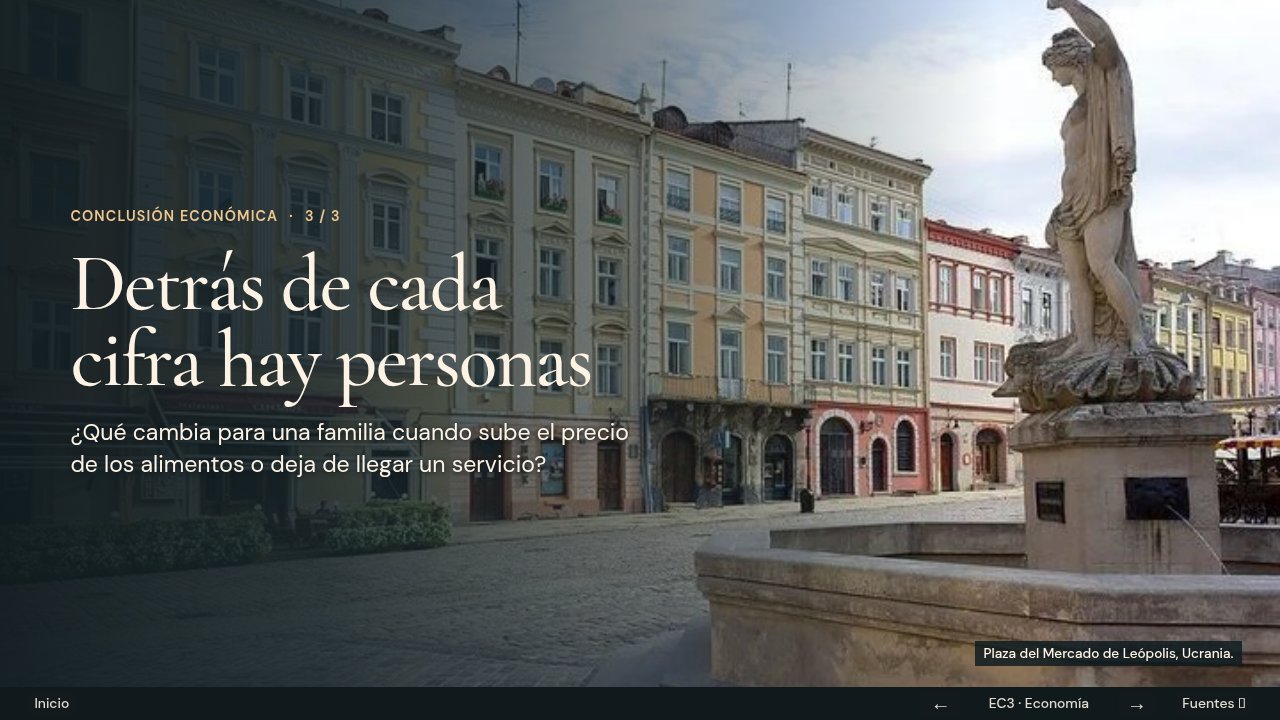 CONCLUSIÓN ECONÓMICA · 3 / 3
Detrás de cada
cifra hay personas
¿Qué cambia para una familia cuando sube el precio
de los alimentos o deja de llegar un servicio?
Plaza del Mercado de Leópolis, Ucrania.
Inicio
← EC3 · Economía → Fuentes